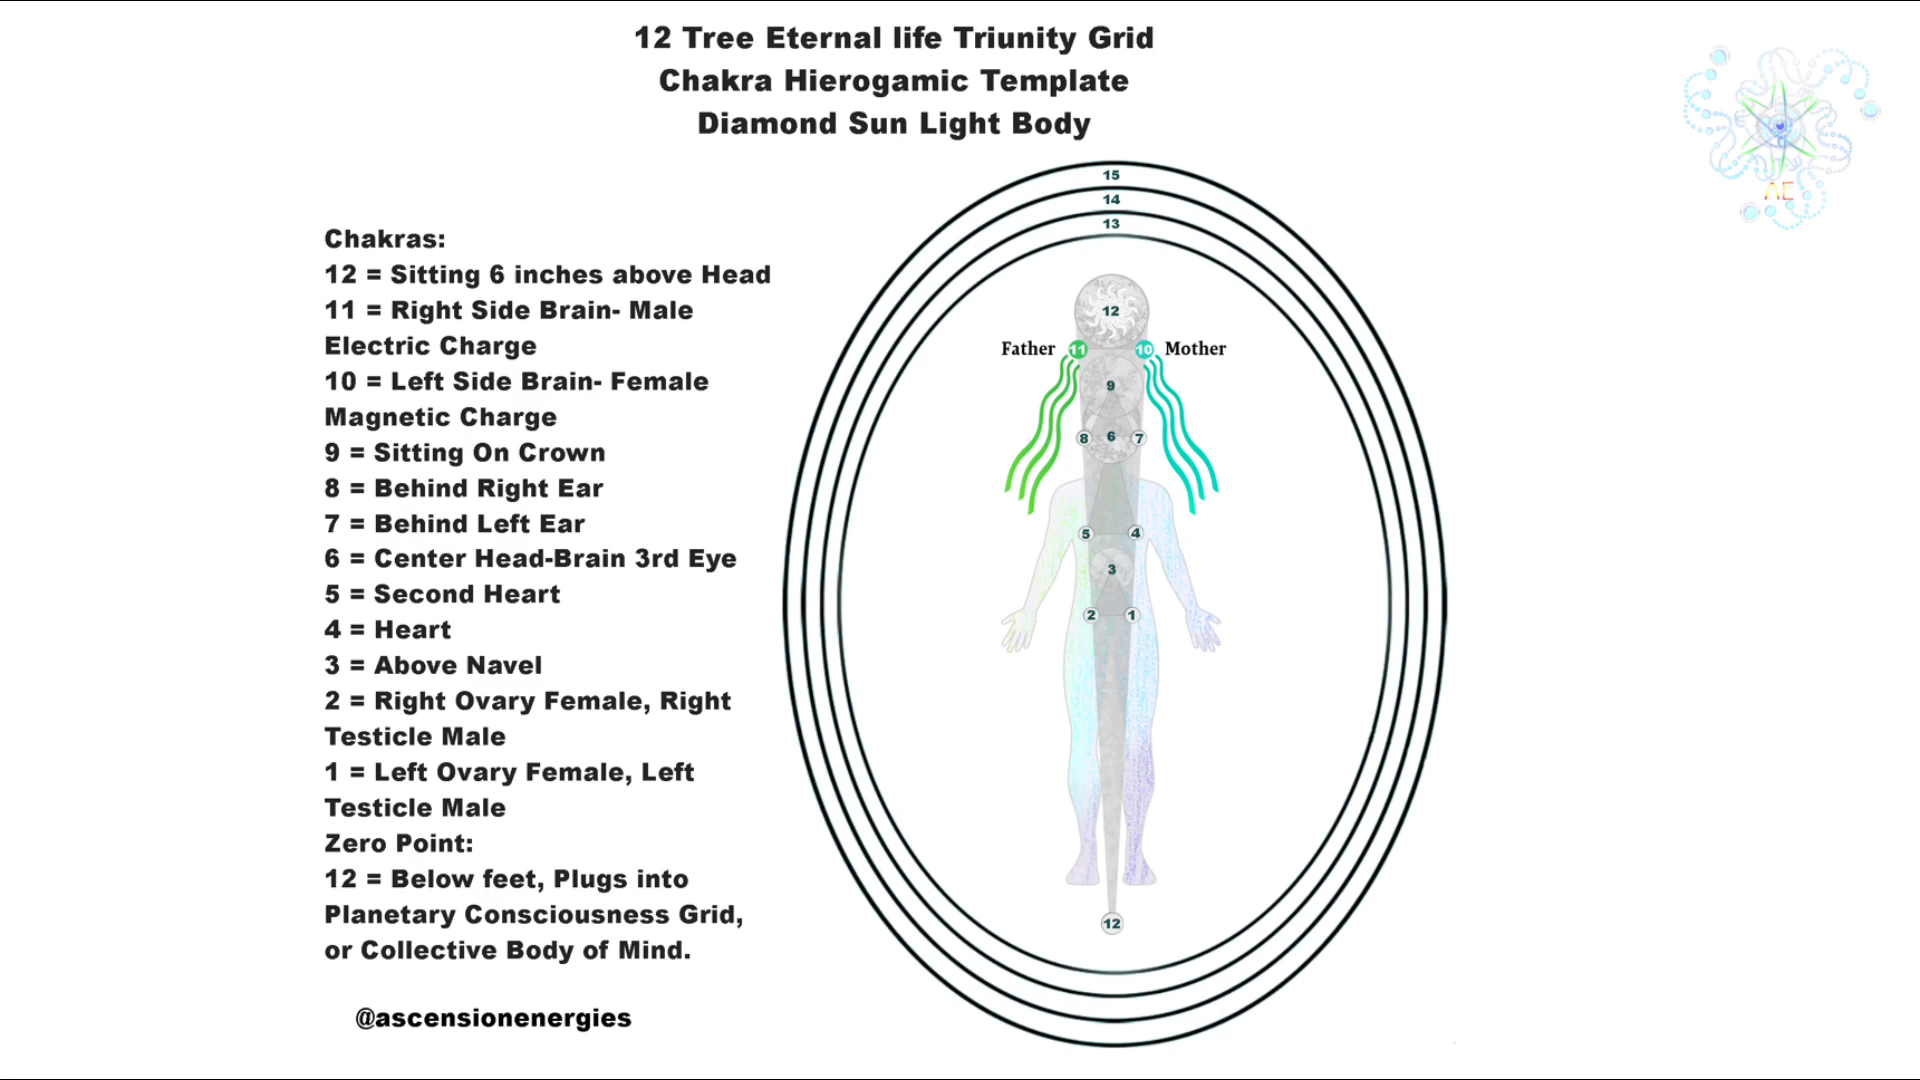 12 Tree Eternal life Triunity Grid
Chakra Hierogamic Template
Diamond Sun Light Body
Chakras:
12 = Sitting 6 inches above Head
11 = Right Side Brain- Male
Electric Charge
10 = Left Side Brain- Female
Magnetic Charge
9 = Sitting On Crown
8 = Behind Right Ear
7 = Behind Left Ear
6 = Center Head-Brain 3rd Eye
5 = Second Heart
4 = Heart
3 = Above Navel
2 = Right Ovary Female, Right
Testicle Male
1 = Left Ovary Female, Left
Testicle Male
Zero Point:
12 = Below feet, Plugs into
Planetary Consciousness Grid,
or Collective Body of Mind.
@ascensionenergies
15
14
13
12
Father 11 10 Mother
9
8 6 7
5 4
3
2 1
12
AE